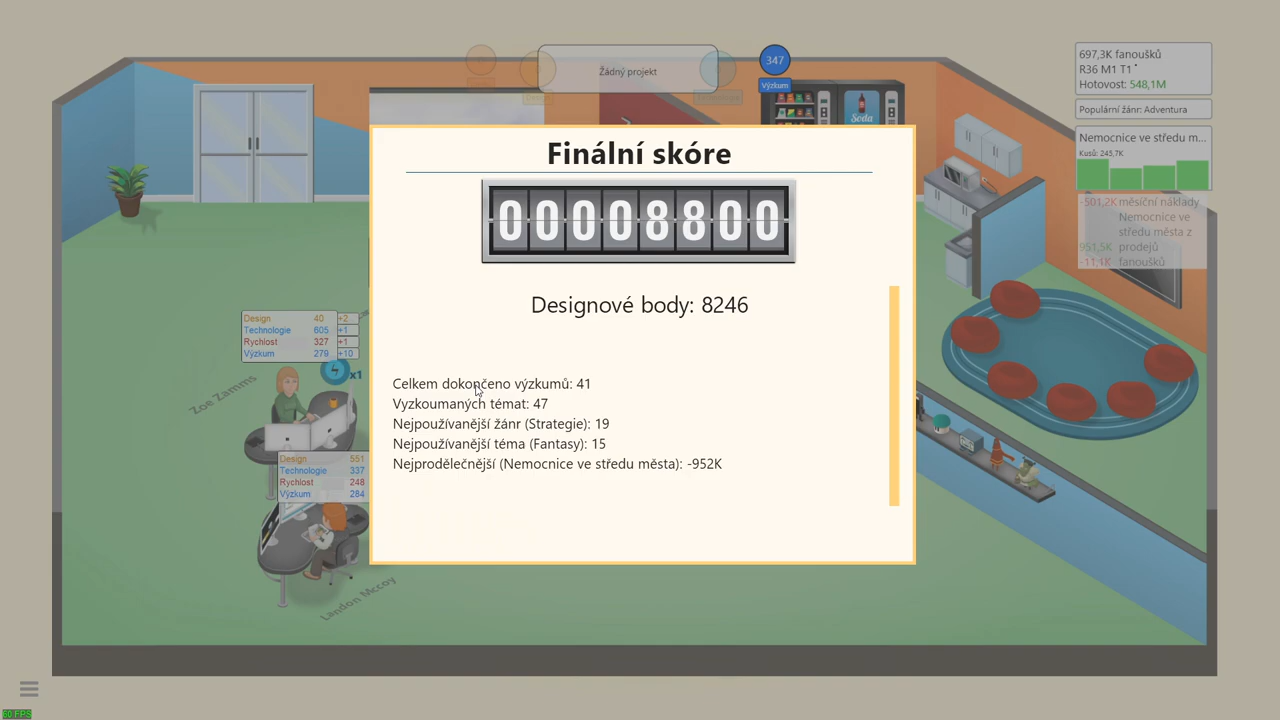 Žádný projekt
347
Výzkum
697,3K fanoušků
R36 M1 T1
Hotovost: 548,1M
Populární žánr: Adventura
Nemocnice ve středu m...
Kusů: 245,7K
-501,2K měsíční náklady
Nemocnice ve
středu města z
951,5K prodejů
-11,1K fanoušků
Soda
Finální skóre
00008800
Designové body: 8246
Celkem dokončeno výzkumů: 41
Vyzkoumaných témat: 47
Nejpoužívanější žánr (Strategie): 19
Nejpoužívanější téma (Fantasy): 15
Nejprodělečnější (Nemocnice ve středu města): -952K
Design 40 +2
Technologie 605 +1
Rychlost 327 +1
Výzkum 279 +10
x1
Zoe Zamms
Design 551
Technologie 337
Rychlost 248
Výzkum 284
Landon Mccoy
60 FPS